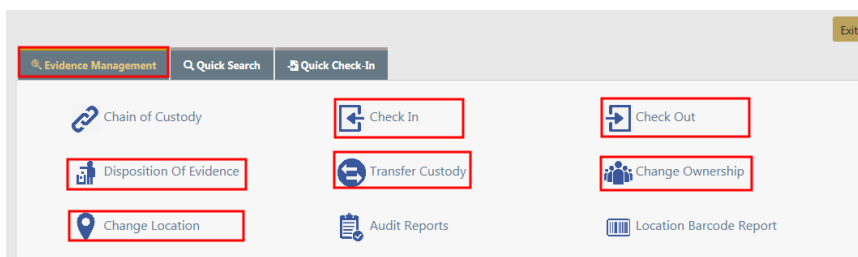 Exit
Evidence Management Quick Search Quick Check-In
Chain of Custody Check In Check Out
Disposition Of Evidence Transfer Custody Change Ownership
Change Location Audit Reports Location Barcode Report